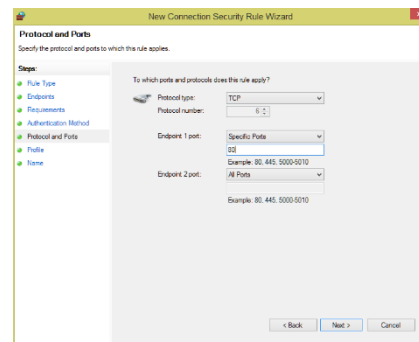 New Connection Security Rule Wizard
Protocol and Ports
Specify the protocol and ports to which this rule applies.
Steps:
Rule Type
Endpoints
Requirements
Authentication Method
Protocol and Ports
Profile
Name
To which ports and protocols does this rule apply?
Protocol type: TCP
Protocol number: 6
Endpoint 1 port: Specific Ports
80
Example: 80, 445, 5000-5010
Endpoint 2 port: All Ports
Example: 80, 445, 5000-5010
< Back Next > Cancel